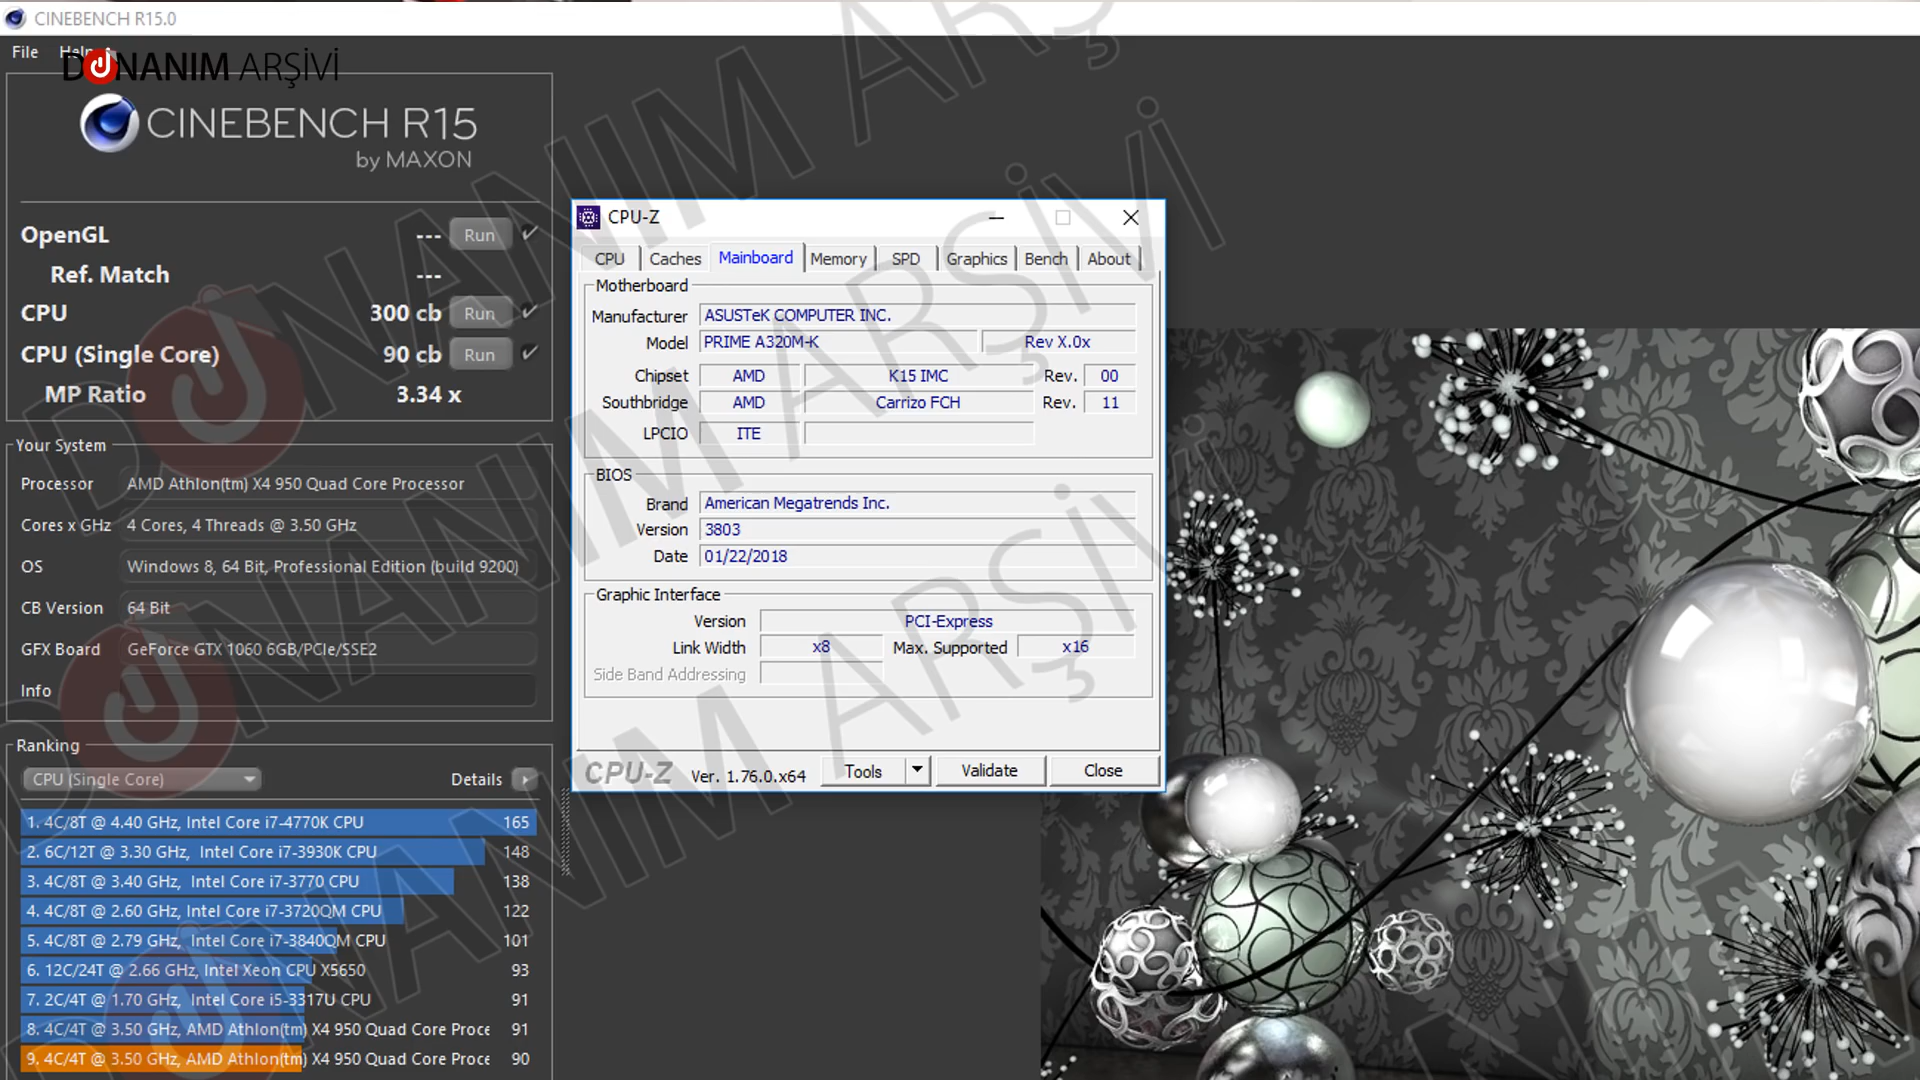 CINEBENCH R15.0
File Help
DONANIM ARŞİVİ
CINEBENCH R15
by MAXON
OpenGL --- Run
Ref. Match ---
CPU 300 cb Run
CPU (Single Core) 90 cb Run
MP Ratio 3.34 x
Your System
Processor AMD Athlon(tm) X4 950 Quad Core Processor
Cores x GHz 4 Cores, 4 Threads @ 3.50 GHz
OS Windows 8, 64 Bit, Professional Edition (build 9200)
CB Version 64 Bit
GFX Board GeForce GTX 1060 6GB/PCIe/SSE2
Info
Ranking
CPU (Single Core) Details
1. 4C/8T @ 4.40 GHz, Intel Core i7-4770K CPU 165
2. 6C/12T @ 3.30 GHz, Intel Core i7-3930K CPU 148
3. 4C/8T @ 3.40 GHz, Intel Core i7-3770 CPU 138
4. 4C/8T @ 2.60 GHz, Intel Core i7-3720QM CPU 122
5. 4C/8T @ 2.79 GHz, Intel Core i7-3840QM CPU 101
6. 12C/24T @ 2.66 GHz, Intel Xeon CPU X5650 93
7. 2C/4T @ 1.70 GHz, Intel Core i5-3317U CPU 91
8. 4C/4T @ 3.50 GHz, AMD Athlon(tm) X4 950 Quad Core Proce 91
9. 4C/4T @ 3.50 GHz, AMD Athlon(tm) X4 950 Quad Core Proce 90
CPU-Z
CPU Caches Mainboard Memory SPD Graphics Bench About
Motherboard
Manufacturer ASUSTeK COMPUTER INC.
Model PRIME A320M-K Rev X.0x
Chipset AMD K15 IMC Rev. 00
Southbridge AMD Carrizo FCH Rev. 11
LPCIO ITE
BIOS
Brand American Megatrends Inc.
Version 3803
Date 01/22/2018
Graphic Interface
Version PCI-Express
Link Width x8 Max. Supported x16
Side Band Addressing
CPU-Z Ver. 1.76.0.x64 Tools Validate Close
DONANIM ARŞİVİ
DONANIM ARŞİVİ
DONANIM ARŞİVİ